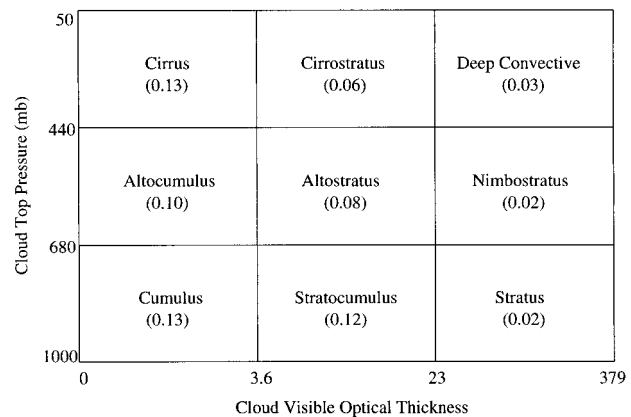 50
Cirrus
(0.13)
Cirrostratus
(0.06)
Deep Convective
(0.03)
440
Altocumulus
(0.10)
Altostratus
(0.08)
Nimbostratus
(0.02)
680
Cumulus
(0.13)
Stratocumulus
(0.12)
Stratus
(0.02)
1000
0
3.6
23
379
Cloud Top Pressure (mb)
Cloud Visible Optical Thickness